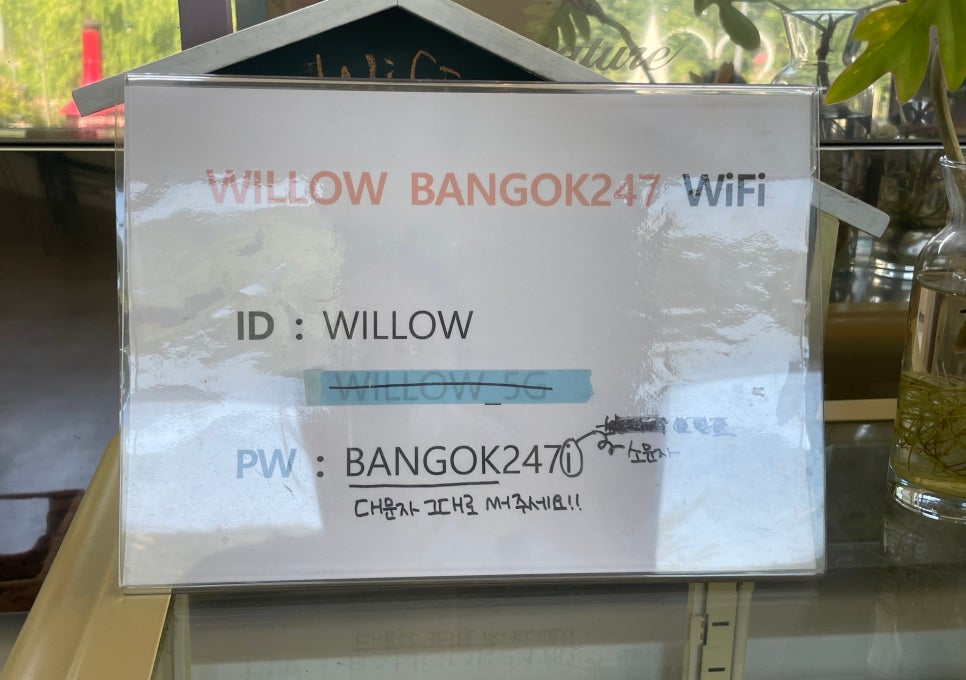 ature
WILLOW BANGOK247 WiFi
ID : WILLOW
WILLOW_5G
PW : BANGOK247i
소문자
대문자 그대로 써주세요!!